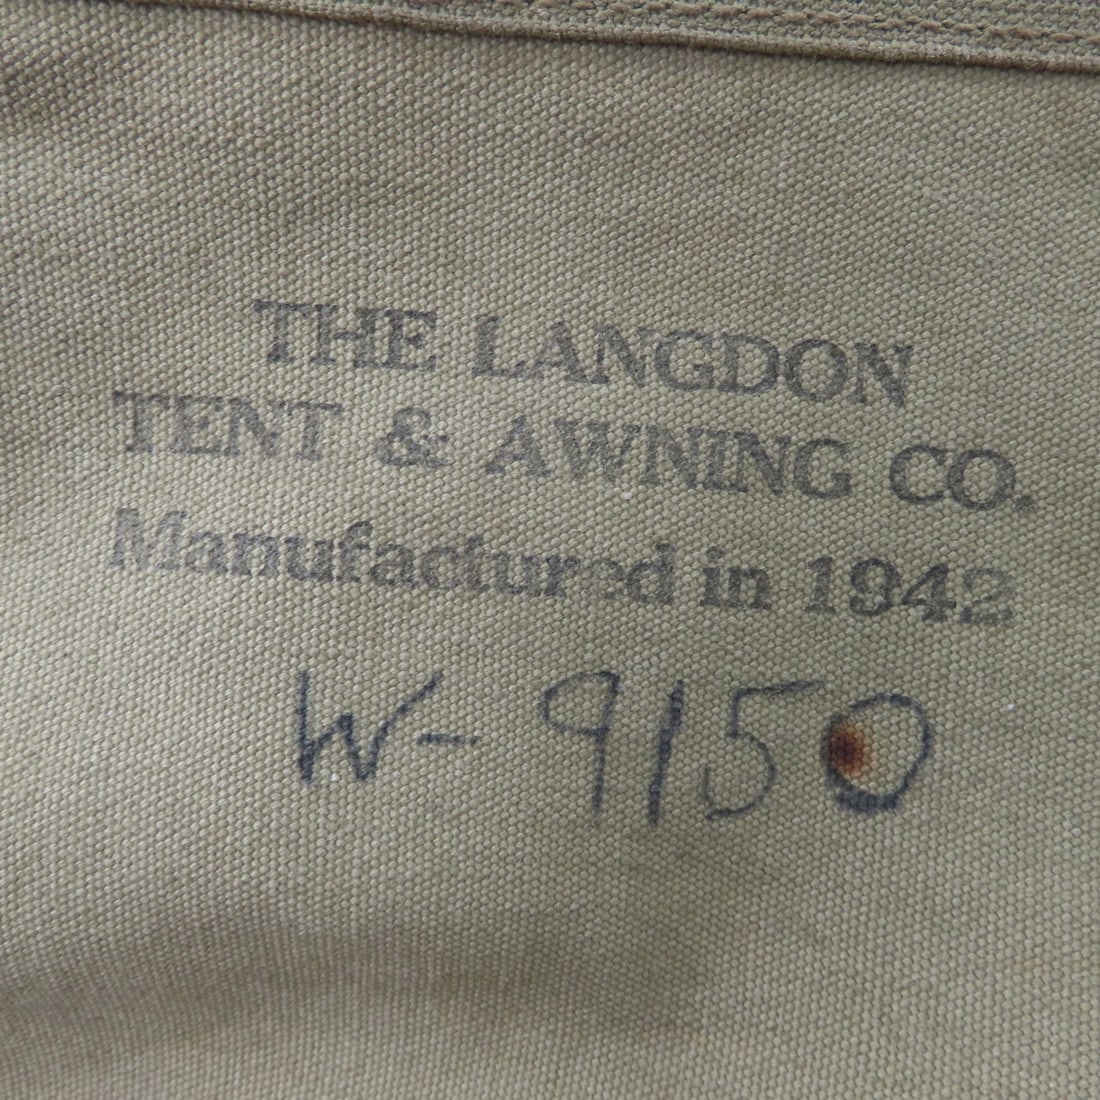 THE LANGDON
TENT & AWNING CO.
Manufactured in 1942
W-9150